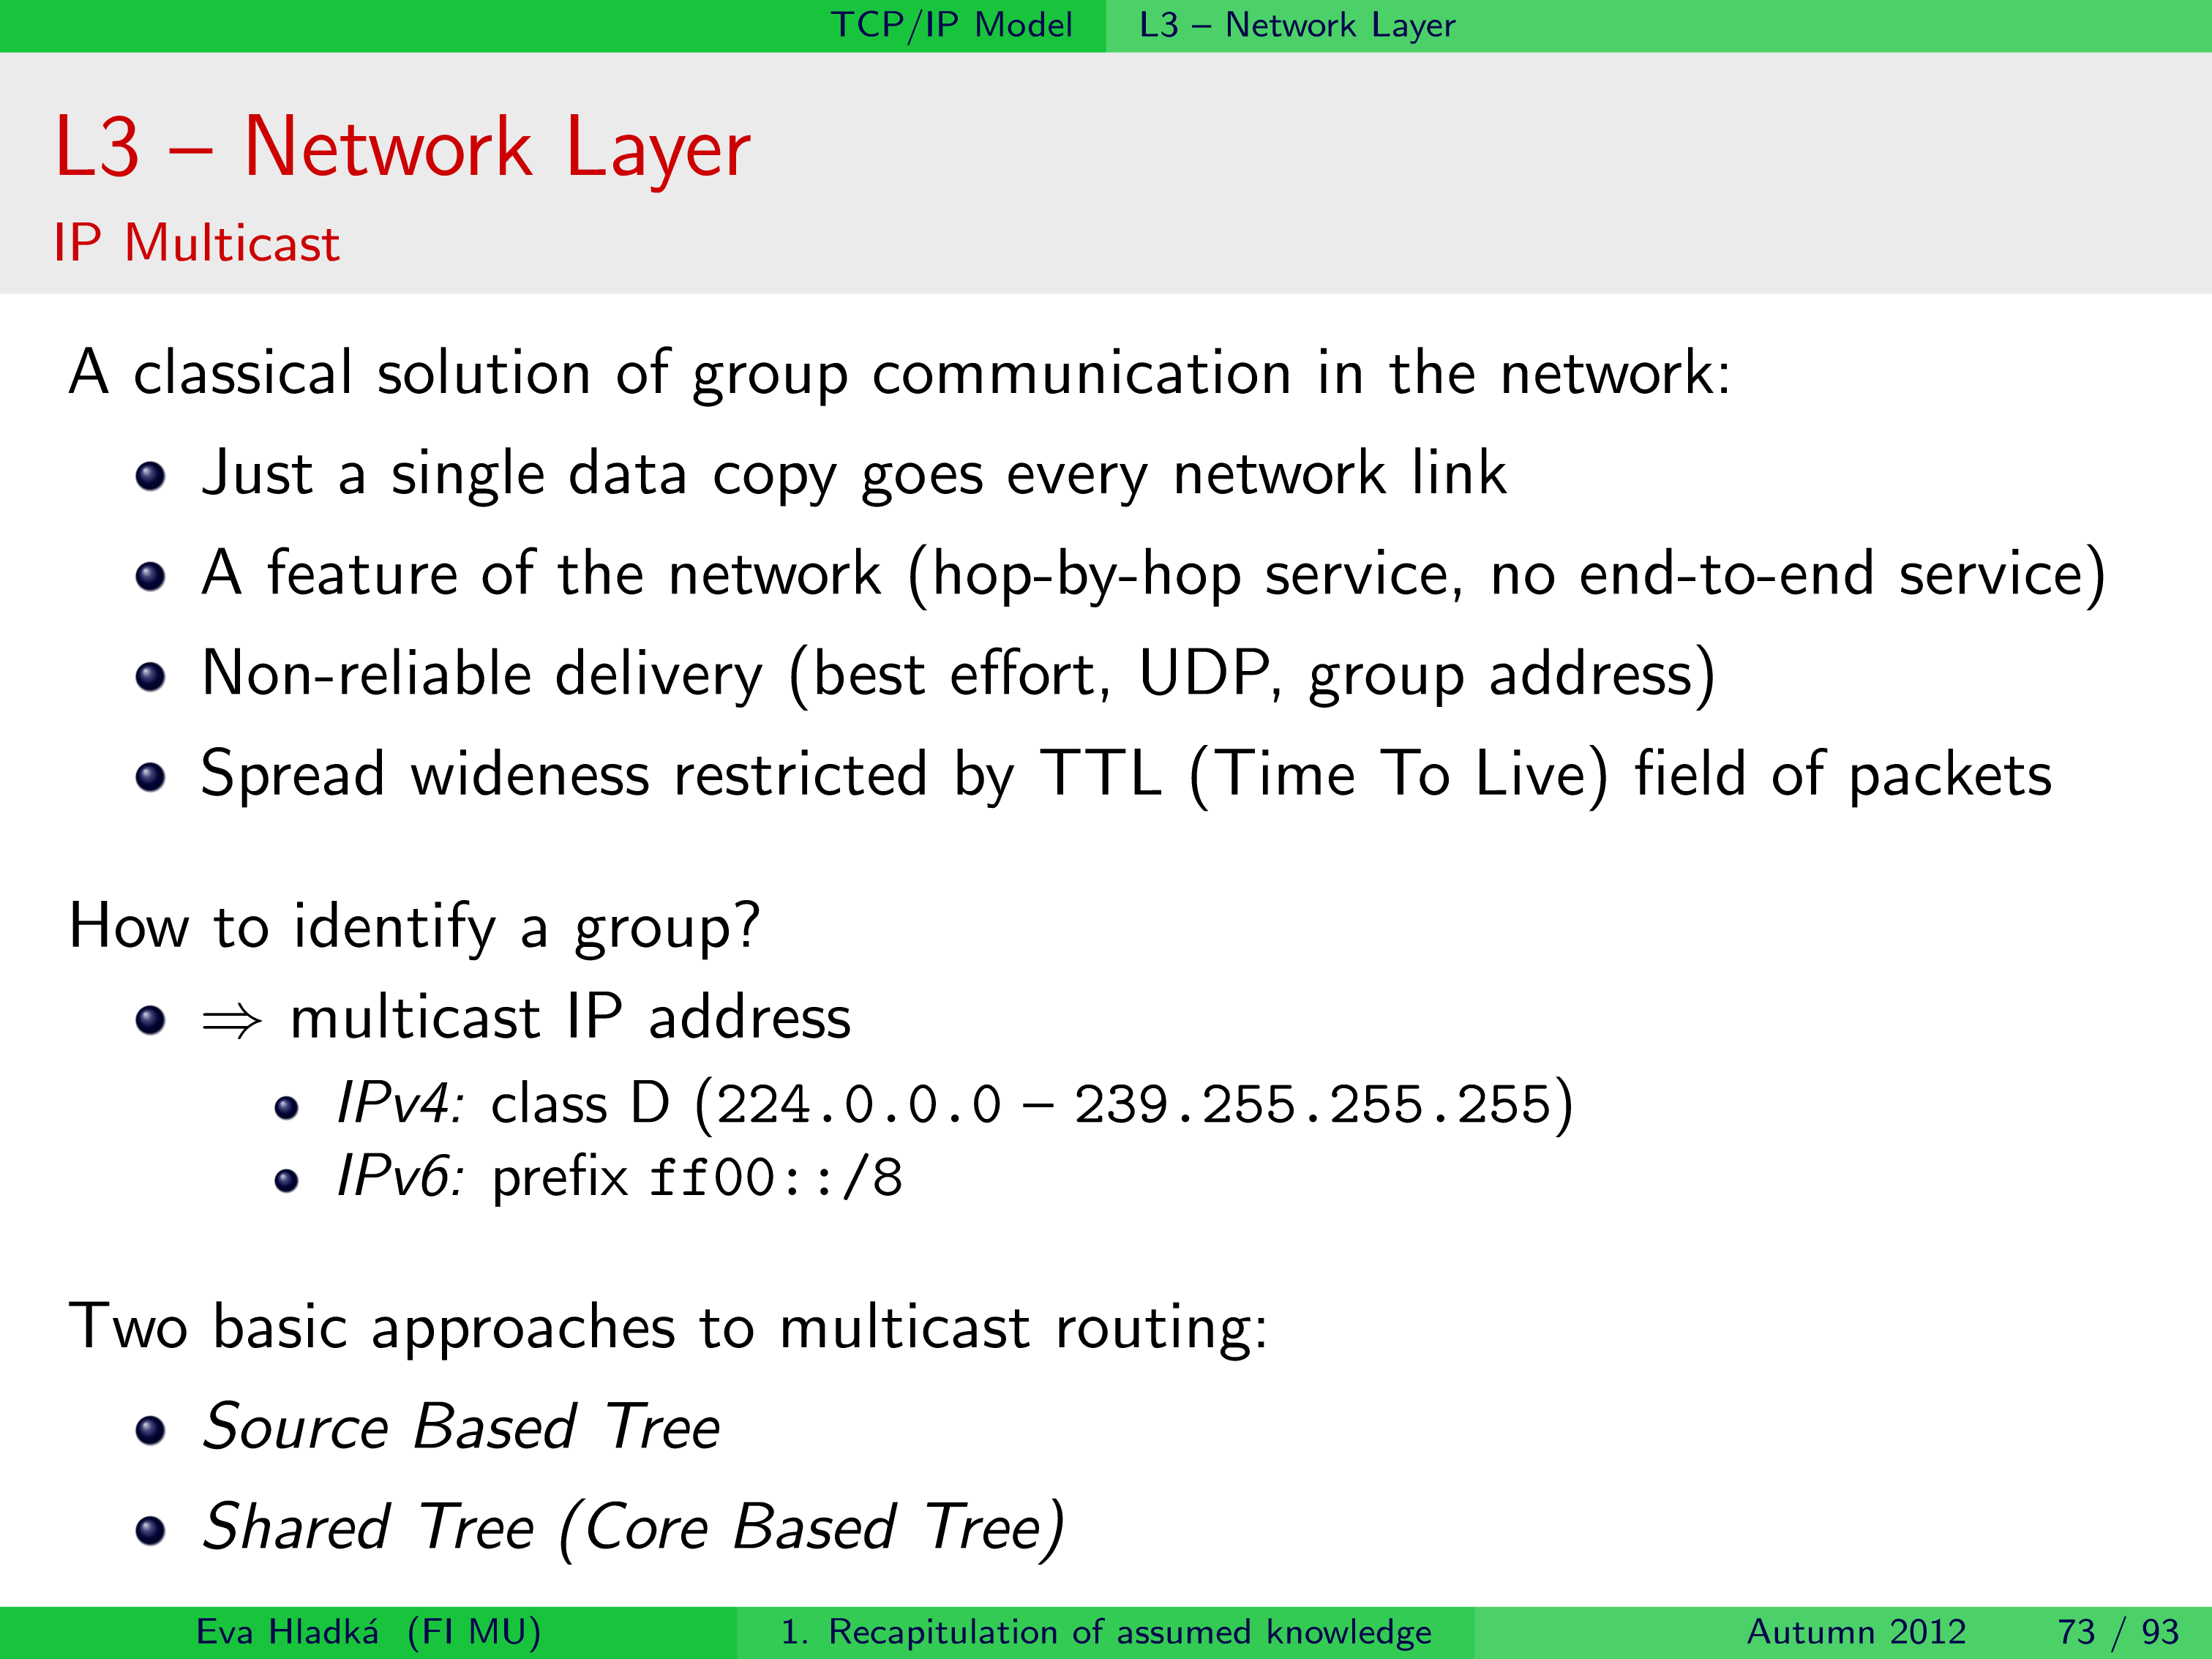 TCP/IP Model L3 – Network Layer
L3 – Network Layer
IP Multicast
A classical solution of group communication in the network:
Just a single data copy goes every network link
A feature of the network (hop-by-hop service, no end-to-end service)
Non-reliable delivery (best effort, UDP, group address)
Spread wideness restricted by TTL (Time To Live) field of packets
How to identify a group?
⇒ multicast IP address
IPv4: class D (224.0.0.0 – 239.255.255.255)
IPv6: prefix ff00::/8
Two basic approaches to multicast routing:
Source Based Tree
Shared Tree (Core Based Tree)
Eva Hladká (FI MU) 1. Recapitulation of assumed knowledge Autumn 2012 73 / 93